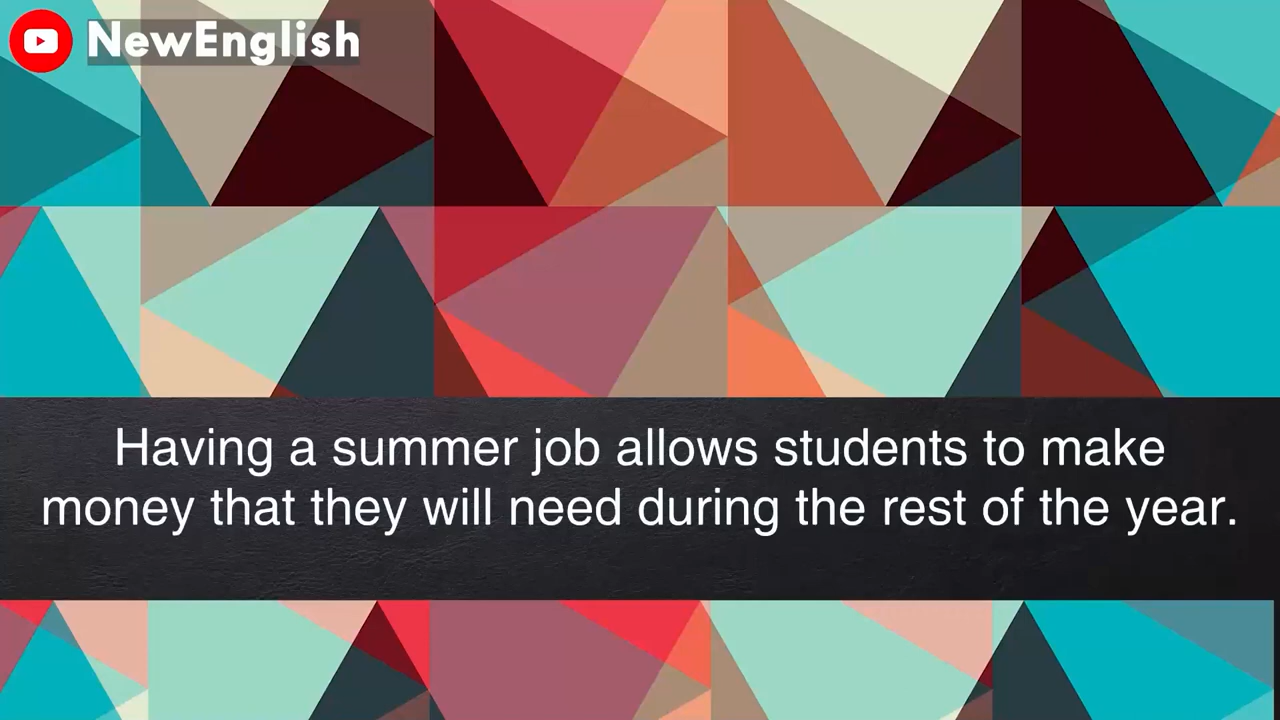 NewEnglish
Having a summer job allows students to make
money that they will need during the rest of the year.